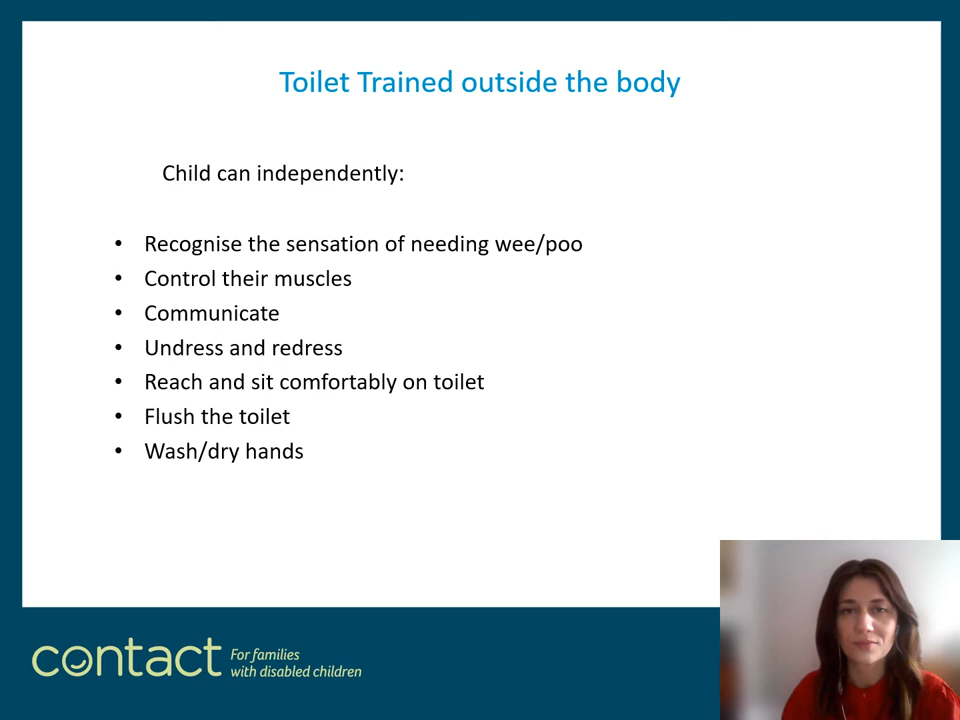 Toilet Trained outside the body
Child can independently:
• Recognise the sensation of needing wee/poo
• Control their muscles
• Communicate
• Undress and redress
• Reach and sit comfortably on toilet
• Flush the toilet
• Wash/dry hands
contact
For families
with disabled children